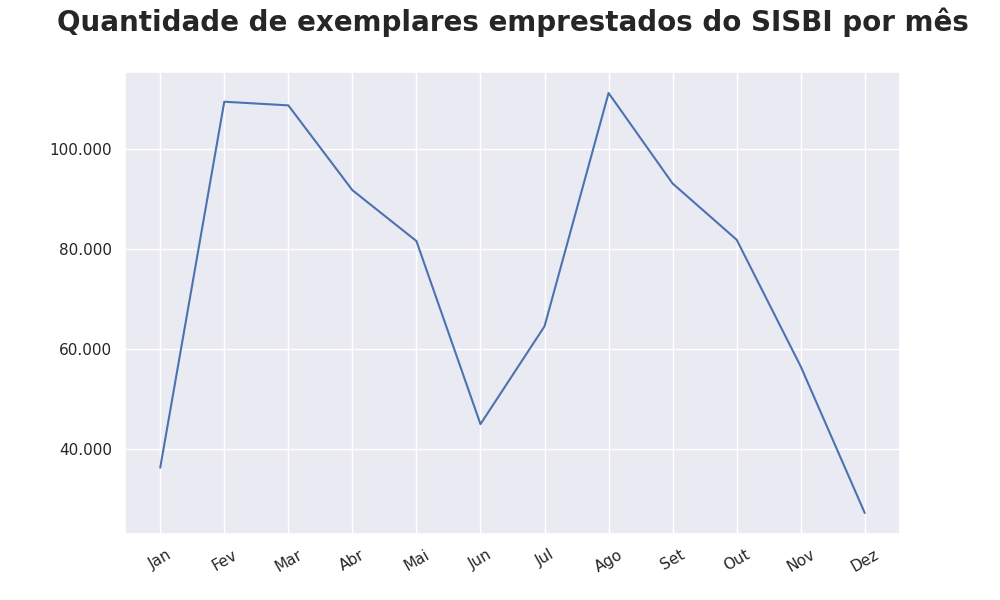 Quantidade de exemplares emprestados do SISBI por mês
100.000
80.000
60.000
40.000
Jan Fev Mar Abr Mai Jun Jul Ago Set Out Nov Dez